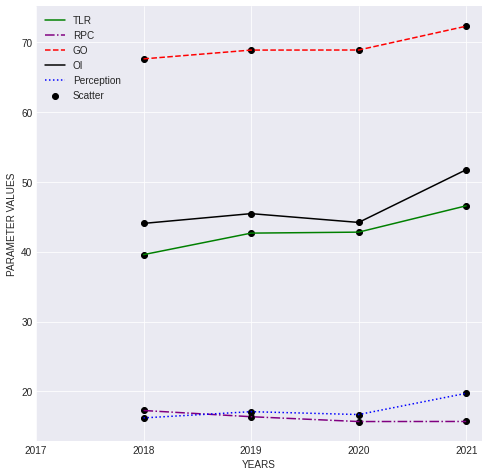 TLR
RPC
GO
OI
Perception
Scatter
PARAMETER VALUES
70
60
50
40
30
20
2017
2018
2019
2020
2021
YEARS